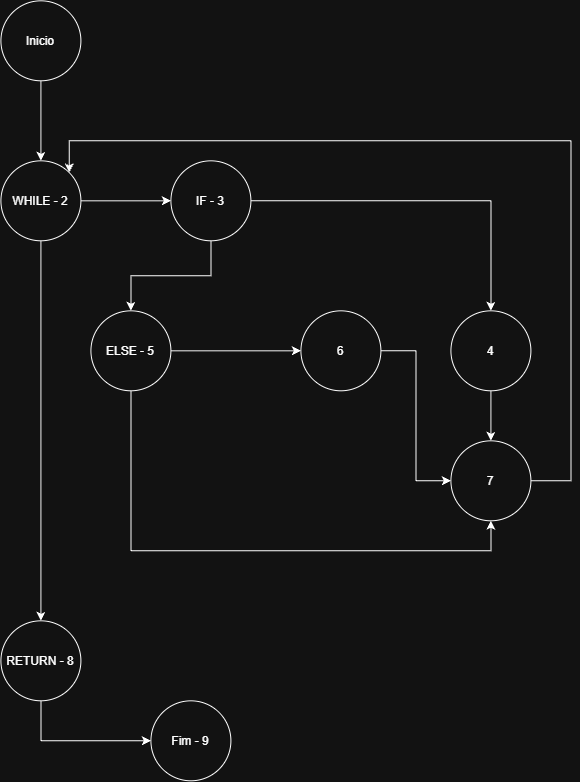 Inicio
WHILE - 2
IF - 3
ELSE - 5
6
4
7
RETURN - 8
Fim - 9